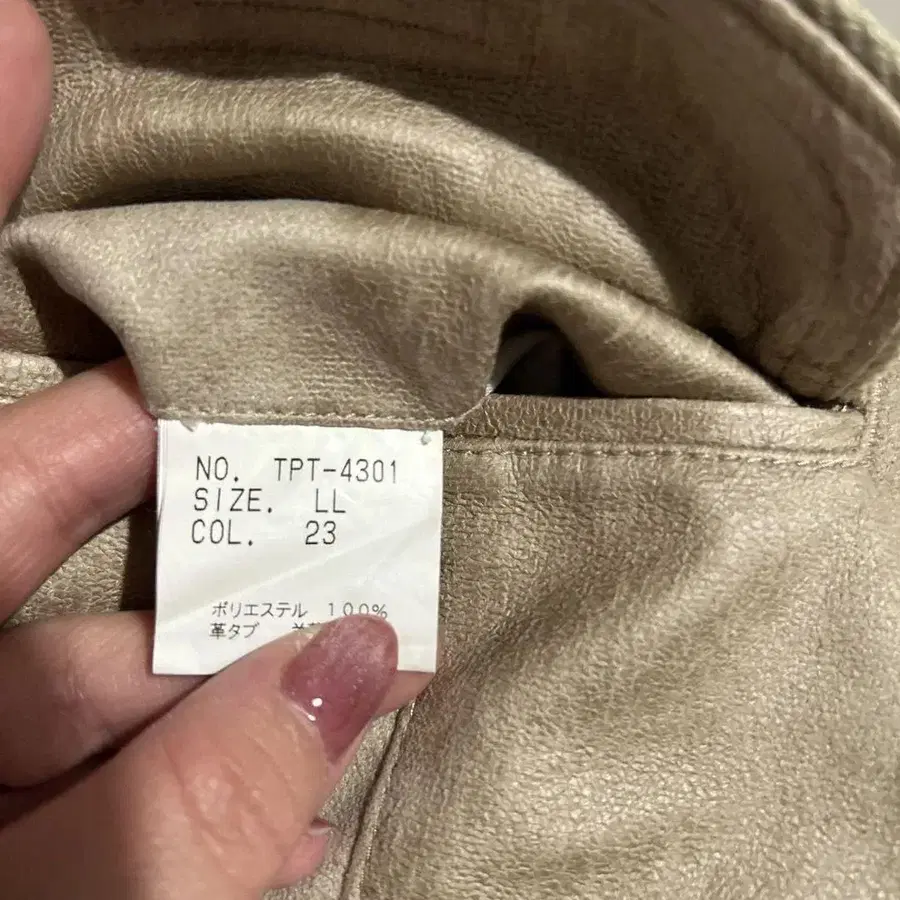 NO. TPT-4301
SIZE. LL
COL. 23
ポリエステル 100%
革タブ